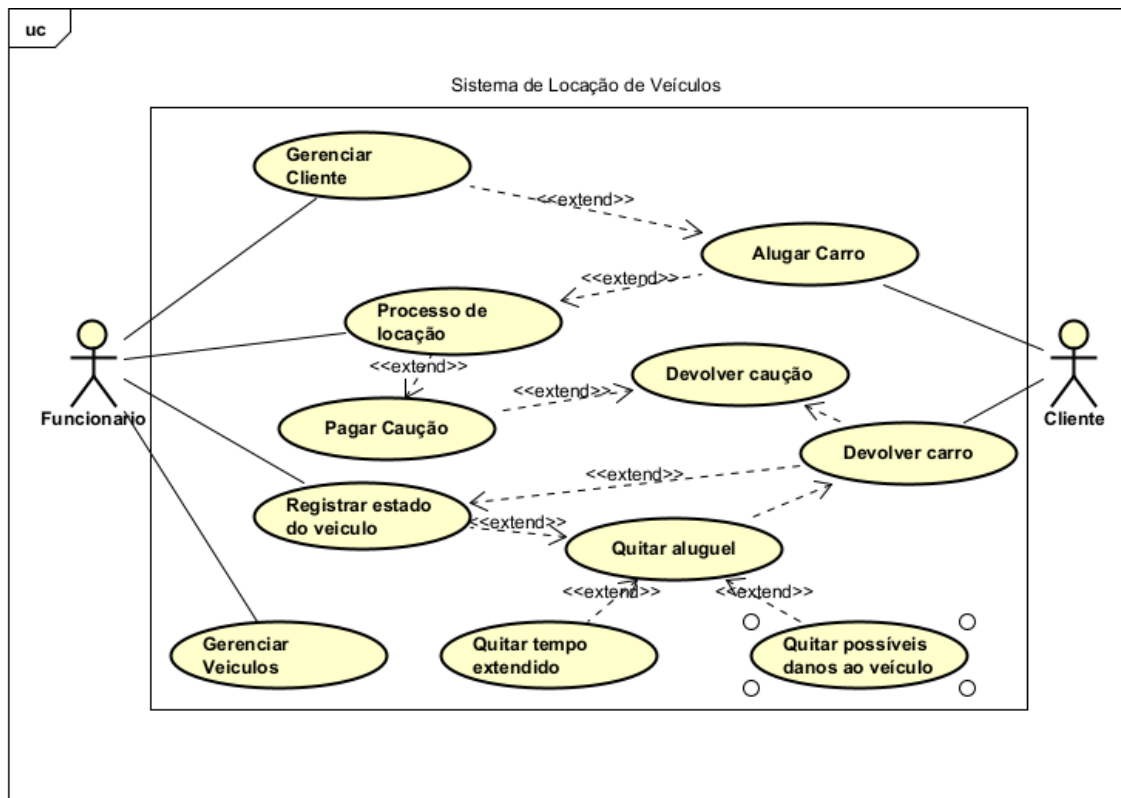 uc
Sistema de Locação de Veículos
Gerenciar
Cliente
<<extend>>
Alugar Carro
<<extend>>
Processo de
locação
<<extend>>
Devolver caução
<<extend>>
Funcionario
Cliente
Pagar Caução
Devolver carro
<<extend>>
Registrar estado
do veiculo
<<extend>>
Quitar aluguel
<<extend>>
<<extend>>
Gerenciar
Veiculos
Quitar tempo
extendido
Quitar possíveis
danos ao veículo